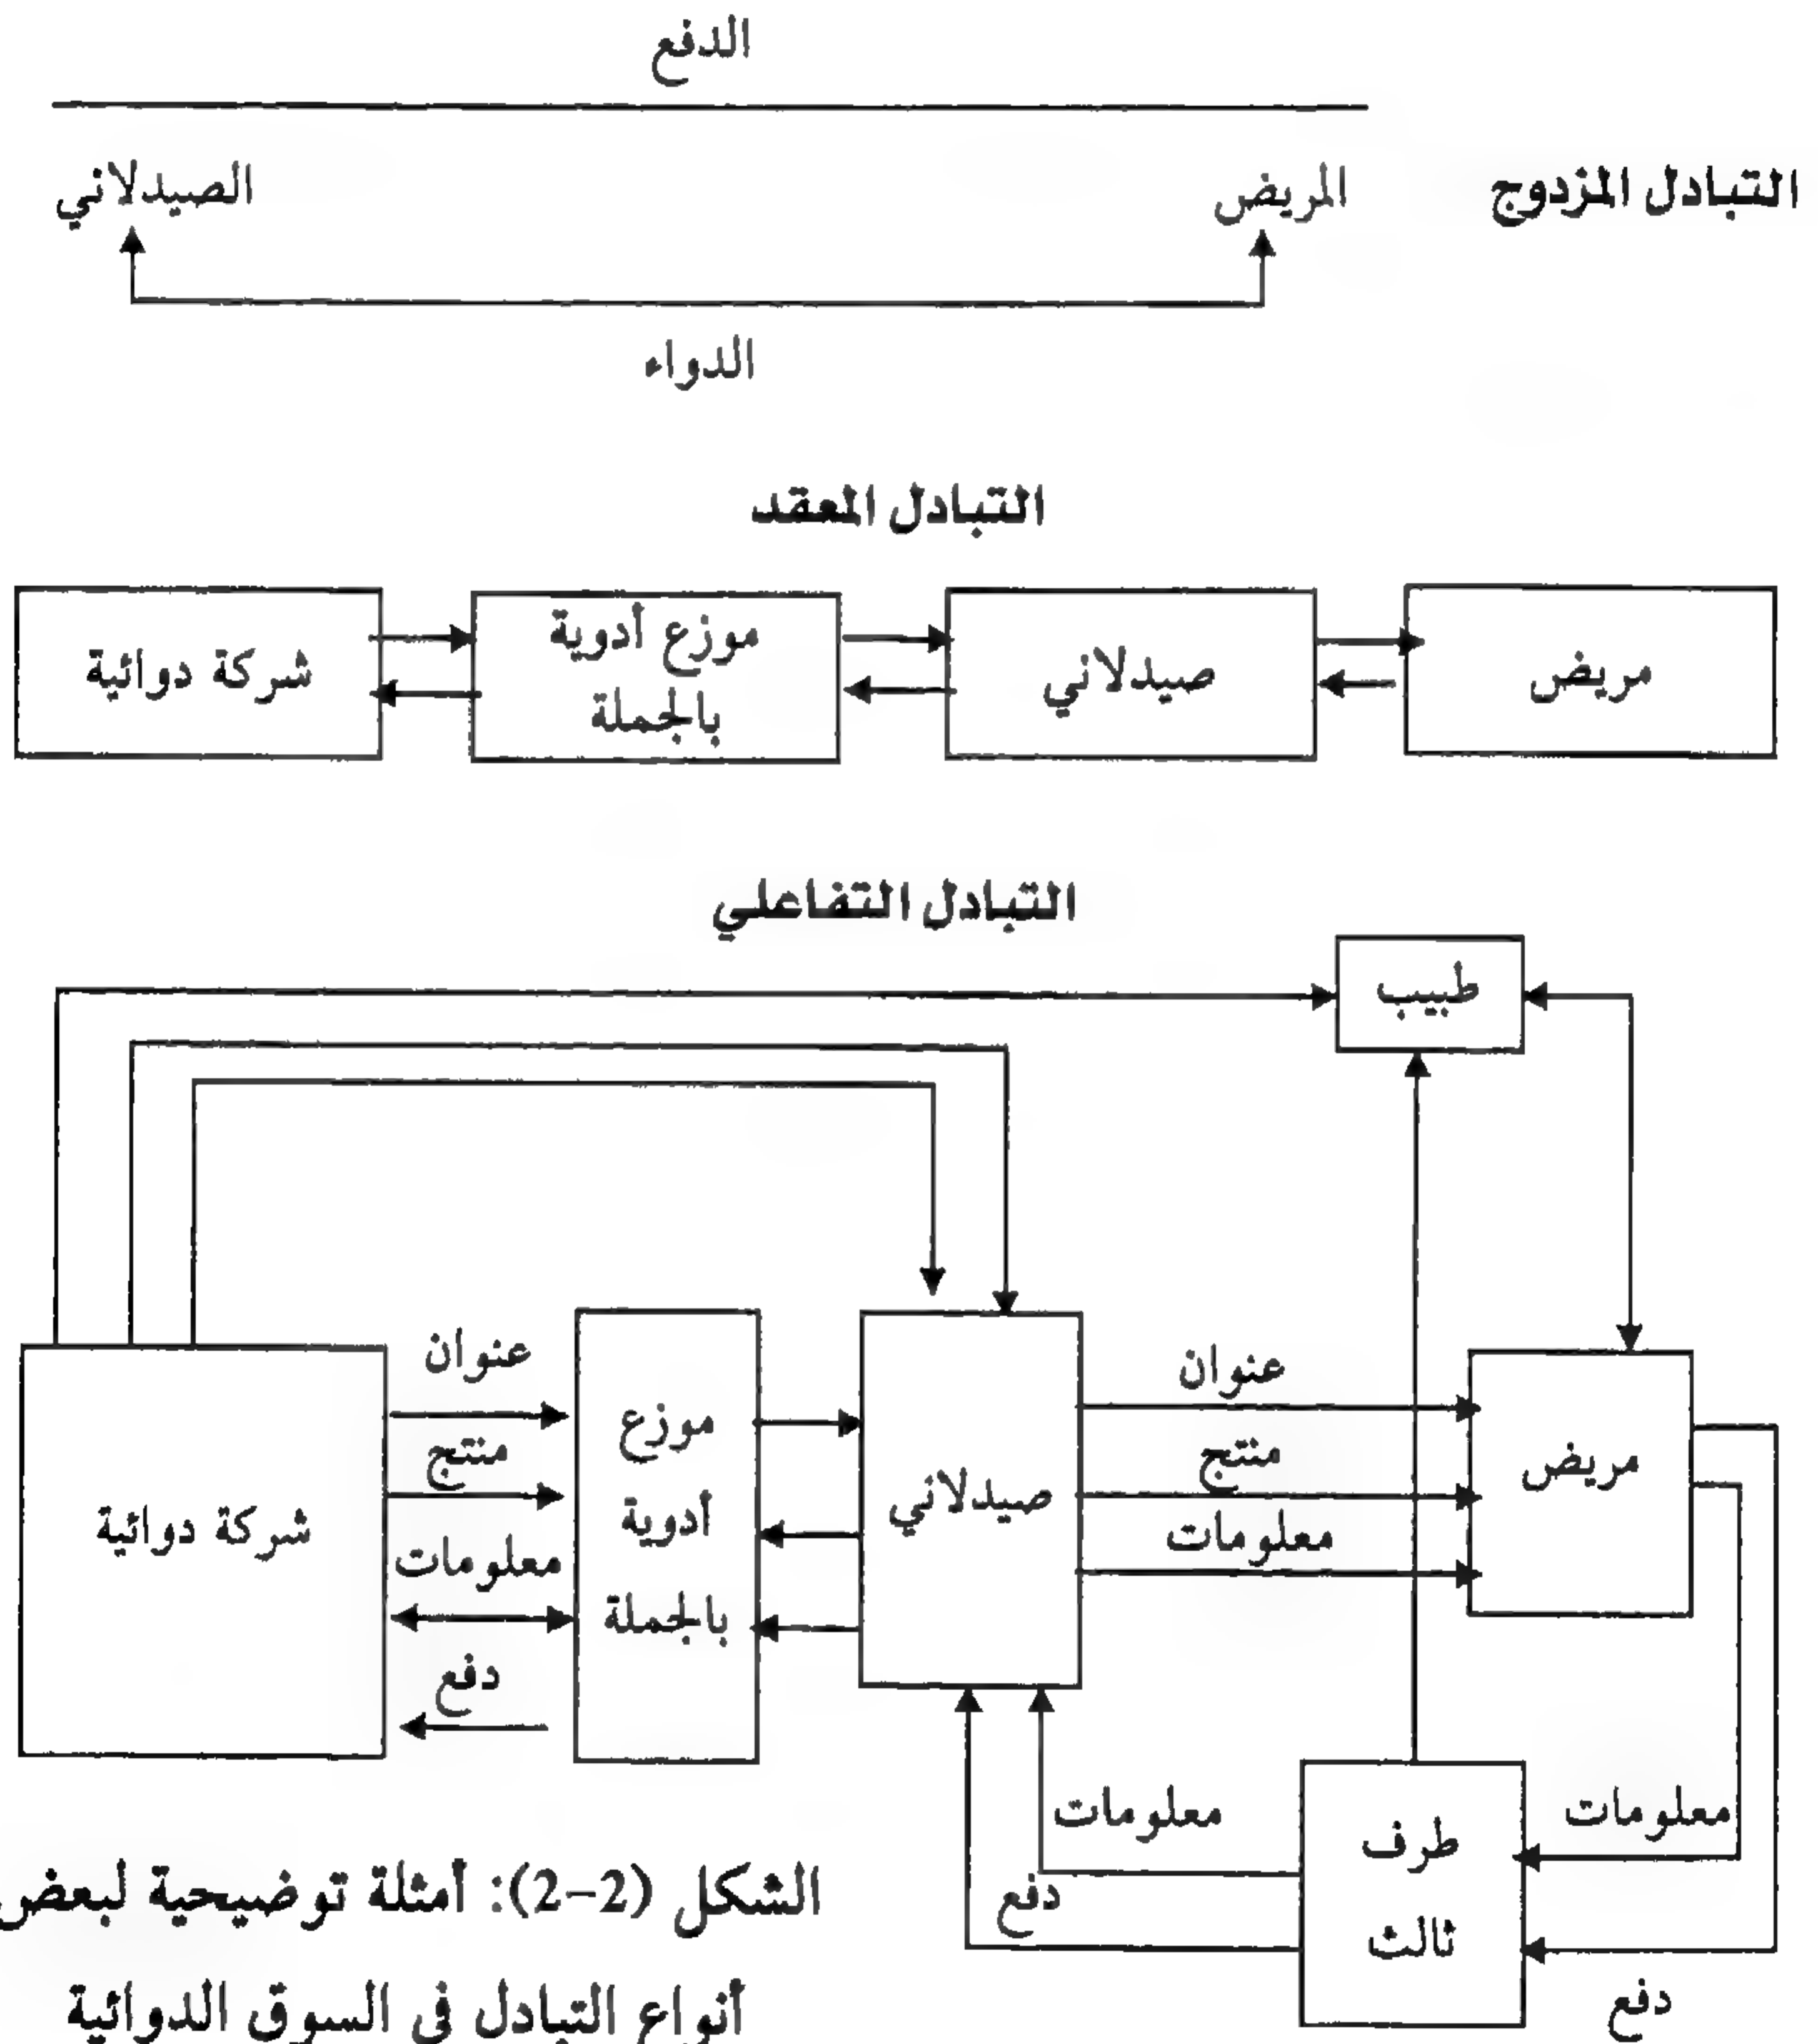 الدفع
التبادل المزدوج
المريض
الصيدلاني
الدواء
التبادل المعقد
مريض
صيدلاني
موزع أدوية
بالجملة
شركة دوائية
التبادل التفاعلي
طبيب
عنوان
منتج
معلومات
مريض
صيدلاني
موزع
أدوية
بالجملة
عنوان
منتج
معلومات
دفع
شركة دوائية
معلومات
دفع
طرف
ثالث
معلومات
دفع
الشكل (2-2): أمثلة توضيحية لبعض
أنواع التبادل في السوق الدوائية